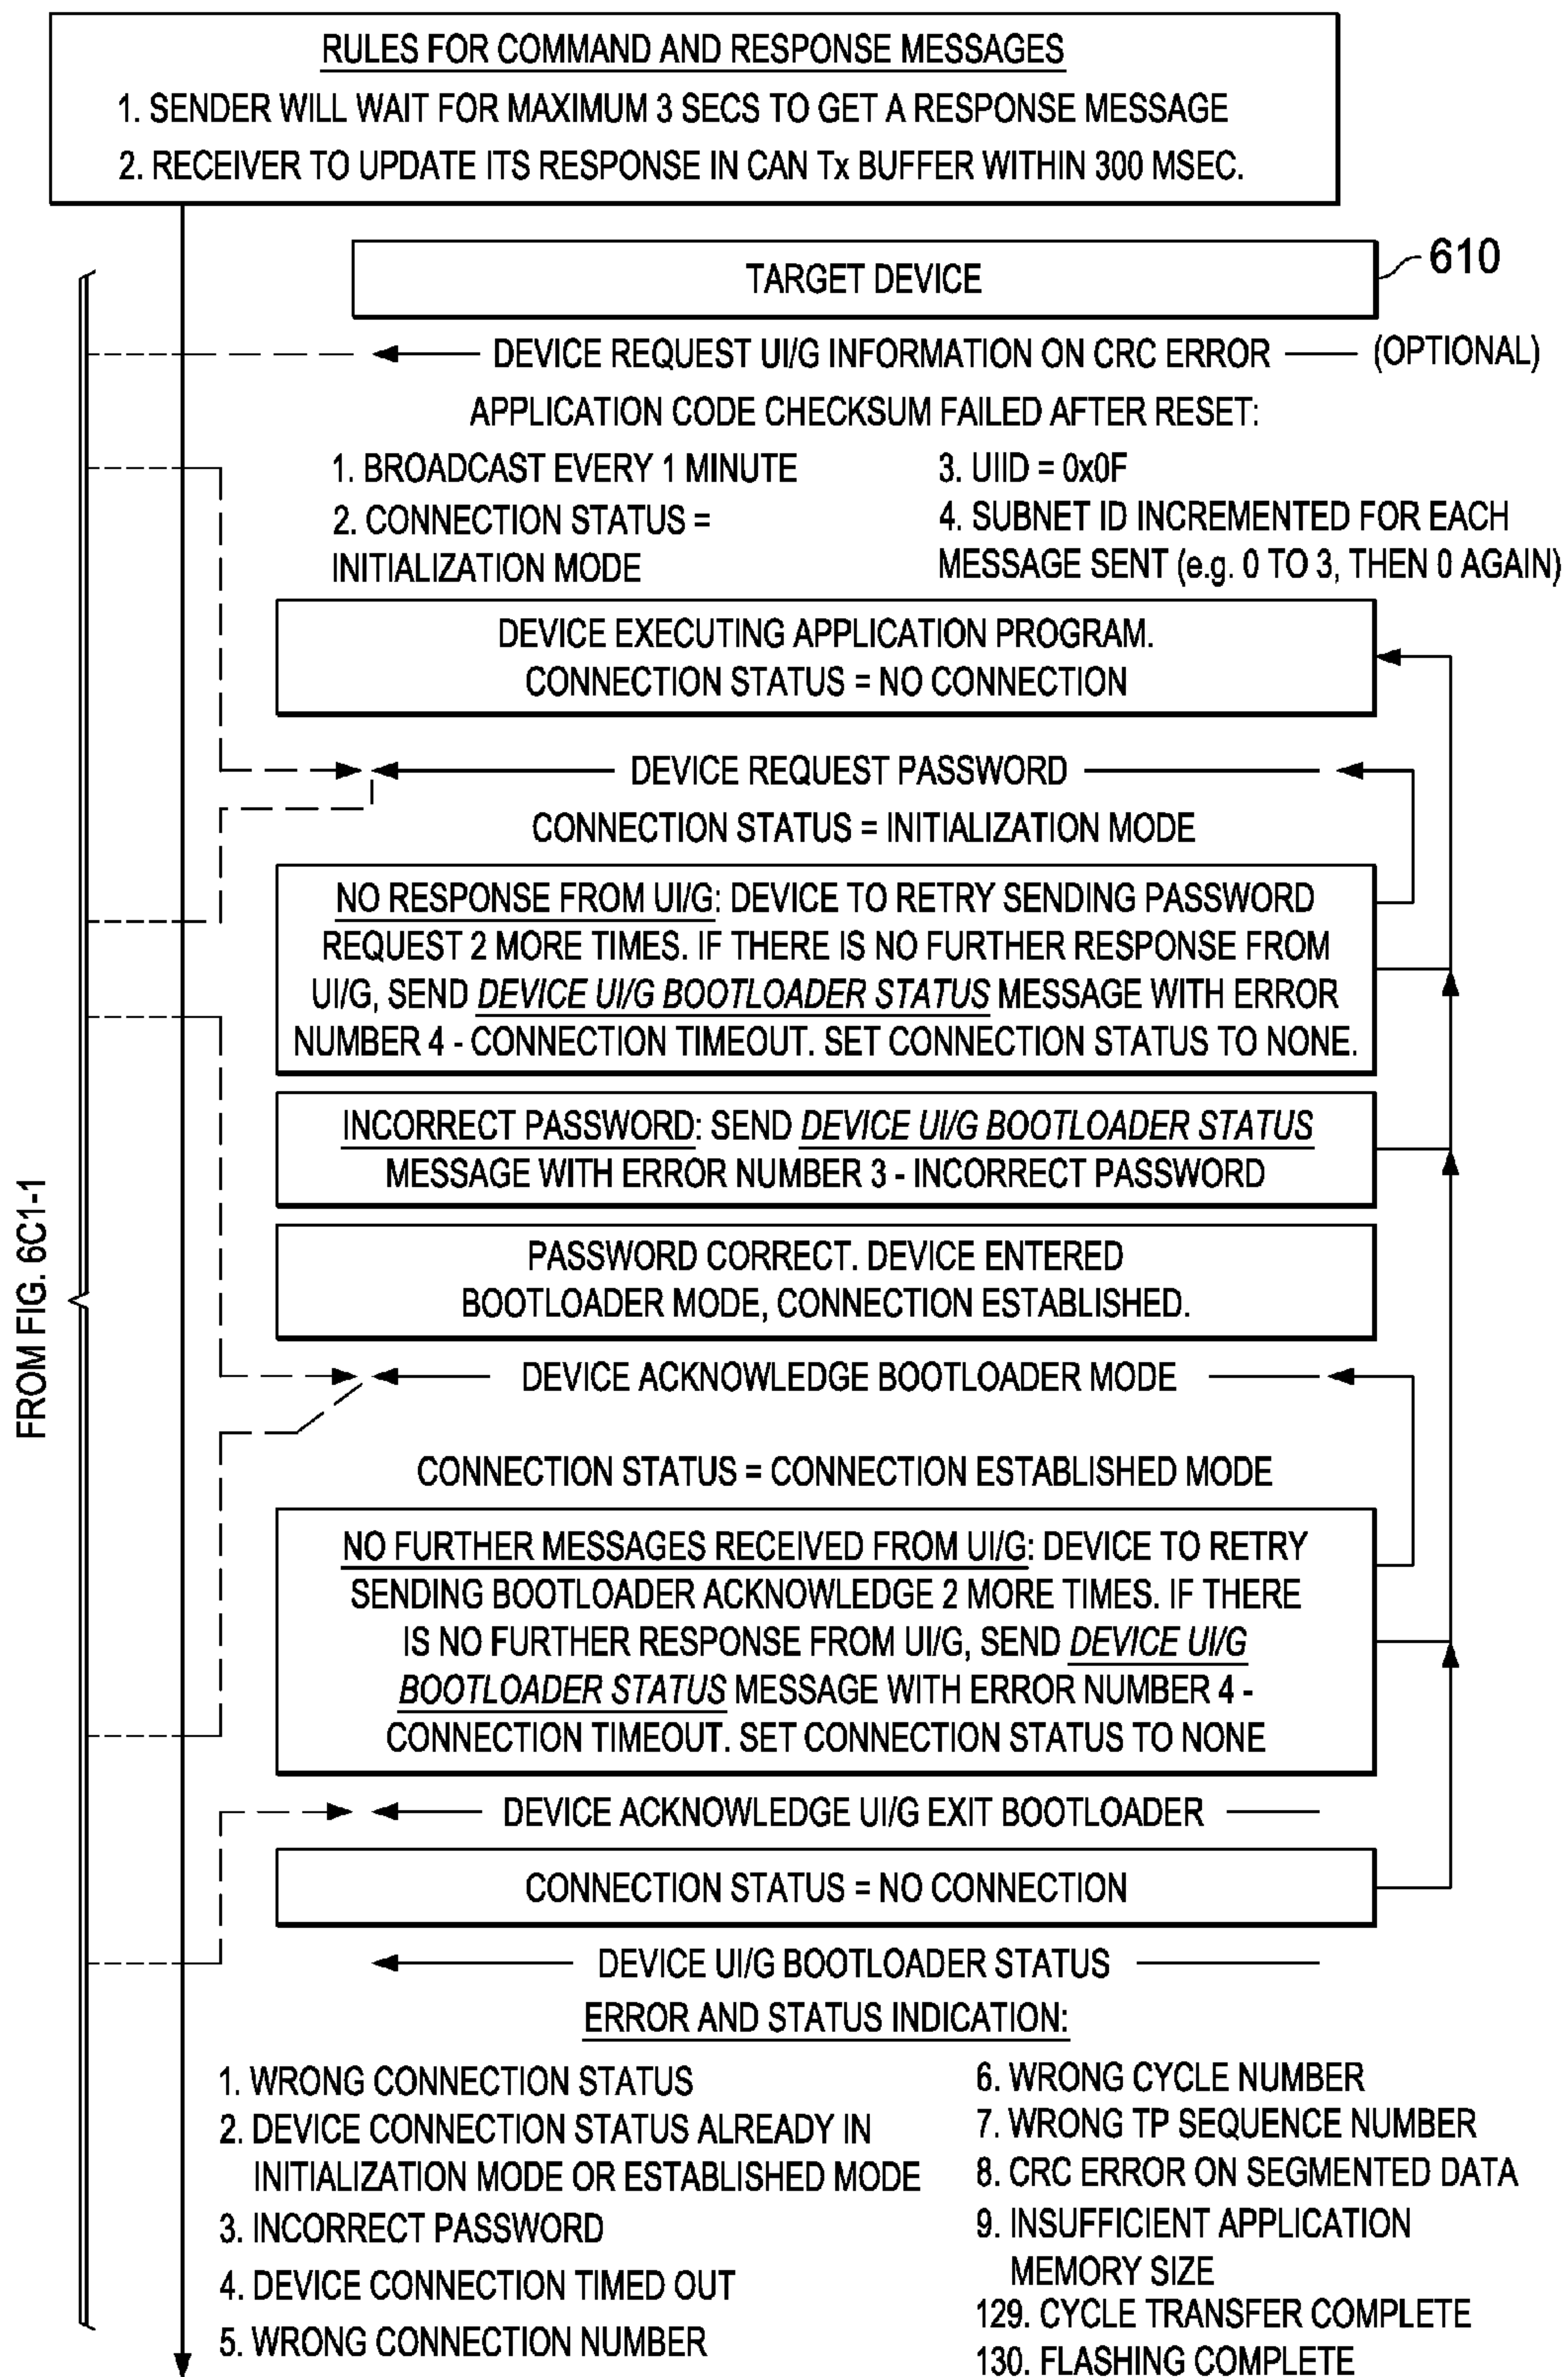 RULES FOR COMMAND AND RESPONSE MESSAGES
1. SENDER WILL WAIT FOR MAXIMUM 3 SECS TO GET A RESPONSE MESSAGE
2. RECEIVER TO UPDATE ITS RESPONSE IN CAN Tx BUFFER WITHIN 300 MSEC.
TARGET DEVICE
610
DEVICE REQUEST UI/G INFORMATION ON CRC ERROR
(OPTIONAL)
APPLICATION CODE CHECKSUM FAILED AFTER RESET:
1. BROADCAST EVERY 1 MINUTE
2. CONNECTION STATUS =
INITIALIZATION MODE
3. UIID = 0x0F
4. SUBNET ID INCREMENTED FOR EACH
MESSAGE SENT (e.g. 0 TO 3, THEN 0 AGAIN)
DEVICE EXECUTING APPLICATION PROGRAM.
CONNECTION STATUS = NO CONNECTION
DEVICE REQUEST PASSWORD
CONNECTION STATUS = INITIALIZATION MODE
NO RESPONSE FROM UI/G: DEVICE TO RETRY SENDING PASSWORD
REQUEST 2 MORE TIMES. IF THERE IS NO FURTHER RESPONSE FROM
UI/G, SEND DEVICE UI/G BOOTLOADER STATUS MESSAGE WITH ERROR
NUMBER 4 - CONNECTION TIMEOUT. SET CONNECTION STATUS TO NONE.
INCORRECT PASSWORD: SEND DEVICE UI/G BOOTLOADER STATUS
MESSAGE WITH ERROR NUMBER 3 - INCORRECT PASSWORD
PASSWORD CORRECT. DEVICE ENTERED
BOOTLOADER MODE, CONNECTION ESTABLISHED.
FROM FIG. 6C1-1
DEVICE ACKNOWLEDGE BOOTLOADER MODE
CONNECTION STATUS = CONNECTION ESTABLISHED MODE
NO FURTHER MESSAGES RECEIVED FROM UI/G: DEVICE TO RETRY
SENDING BOOTLOADER ACKNOWLEDGE 2 MORE TIMES. IF THERE
IS NO FURTHER RESPONSE FROM UI/G, SEND DEVICE UI/G
BOOTLOADER STATUS MESSAGE WITH ERROR NUMBER 4 -
CONNECTION TIMEOUT. SET CONNECTION STATUS TO NONE
DEVICE ACKNOWLEDGE UI/G EXIT BOOTLOADER
CONNECTION STATUS = NO CONNECTION
DEVICE UI/G BOOTLOADER STATUS
ERROR AND STATUS INDICATION:
1. WRONG CONNECTION STATUS
2. DEVICE CONNECTION STATUS ALREADY IN
INITIALIZATION MODE OR ESTABLISHED MODE
3. INCORRECT PASSWORD
4. DEVICE CONNECTION TIMED OUT
5. WRONG CONNECTION NUMBER
6. WRONG CYCLE NUMBER
7. WRONG TP SEQUENCE NUMBER
8. CRC ERROR ON SEGMENTED DATA
9. INSUFFICIENT APPLICATION
MEMORY SIZE
129. CYCLE TRANSFER COMPLETE
130. FLASHING COMPLETE